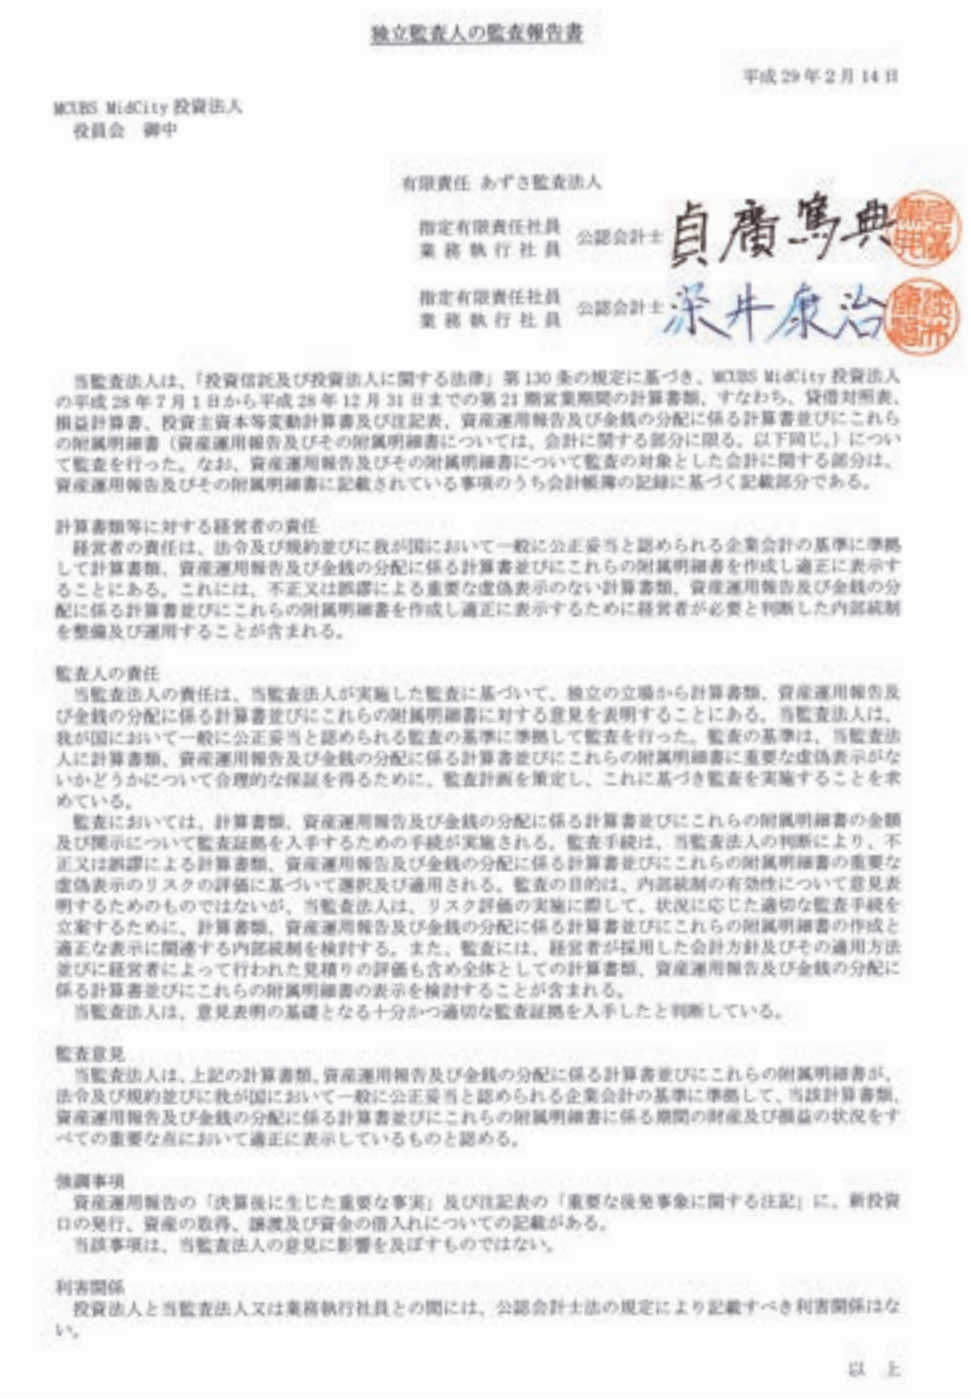 独立監査人の監査報告書
平成29年2月14日
MCUBS MidCity 投資法人
役員会 御中
有限責任 あずさ監査法人
指定有限責任社員
業務執行社員
公認会計士 貞廣篤典
指定有限責任社員
業務執行社員
公認会計士 深井康治
当監査法人は、「投資信託及び投資法人に関する法律」第130条の規定に基づき、MCUBS MidCity 投資法人
の平成28年7月1日から平成28年12月31日までの第21期営業期間の計算書類、すなわち、貸借対照表、
損益計算書、投資主資本等変動計算書及び注記表、資産運用報告及び金銭の分配に係る計算書並びにこれら
の附属明細書（資産運用報告及びその附属明細書については、会計に関する部分に限る。以下同じ。）につい
て監査を行った。なお、資産運用報告及びその附属明細書について監査の対象とした会計に関する部分は、
資産運用報告及びその附属明細書に記載されている事項のうち会計帳簿の記録に基づく記載部分である。
計算書類等に対する経営者の責任
経営者の責任は、法令及び規約並びに我が国において一般に公正妥当と認められる企業会計の基準に準拠
して計算書類、資産運用報告及び金銭の分配に係る計算書並びにこれらの附属明細書を作成し適正に表示す
ることにある。これには、不正又は誤謬による重要な虚偽表示のない計算書類、資産運用報告及び金銭の分
配に係る計算書並びにこれらの附属明細書を作成し適正に表示するために経営者が必要と判断した内部統制
を整備及び運用することが含まれる。
監査人の責任
当監査法人の責任は、当監査法人が実施した監査に基づいて、独立の立場から計算書類、資産運用報告及
び金銭の分配に係る計算書並びにこれらの附属明細書に対する意見を表明することにある。当監査法人は、
我が国において一般に公正妥当と認められる監査の基準に準拠して監査を行った。監査の基準は、当監査法
人に計算書類、資産運用報告及び金銭の分配に係る計算書並びにこれらの附属明細書に重要な虚偽表示がな
いかどうかについて合理的な保証を得るために、監査計画を策定し、これに基づき監査を実施することを求
めている。
監査においては、計算書類、資産運用報告及び金銭の分配に係る計算書並びにこれらの附属明細書の金額
及び開示について監査証拠を入手するための手続が実施される。監査手続は、当監査法人の判断により、不
正又は誤謬による計算書類、資産運用報告及び金銭の分配に係る計算書並びにこれらの附属明細書の重要な
虚偽表示のリスクの評価に基づいて選択及び適用される。監査の目的は、内部統制の有効性について意見表
明するためのものではないが、当監査法人は、リスク評価の実施に際して、状況に応じた適切な監査手続を
立案するために、計算書類、資産運用報告及び金銭の分配に係る計算書並びにこれらの附属明細書の作成と
適正な表示に関連する内部統制を検討する。また、監査には、経営者が採用した会計方針及びその適用方法
並びに経営者によって行われた見積りの評価も含め全体としての計算書類、資産運用報告及び金銭の分配に
係る計算書並びにこれらの附属明細書の表示を検討することが含まれる。
当監査法人は、意見表明の基礎となる十分かつ適切な監査証拠を入手したと判断している。
監査意見
当監査法人は、上記の計算書類、資産運用報告及び金銭の分配に係る計算書並びにこれらの附属明細書が、
法令及び規約並びに我が国において一般に公正妥当と認められる企業会計の基準に準拠して、当該計算書類、
資産運用報告及び金銭の分配に係る計算書並びにこれらの附属明細書に係る期間の財産及び損益の状況をす
べての重要な点において適正に表示しているものと認める。
強調事項
資産運用報告の「決算後に生じた重要な事実」及び注記表の「重要な後発事象に関する注記」に、新投資
口の発行、資産の取得、譲渡及び資金の借入れについての記載がある。
当該事項は、当監査法人の意見に影響を及ぼすものではない。
利害関係
投資法人と当監査法人又は業務執行社員との間には、公認会計士法の規定により記載すべき利害関係はな
い。
以 上